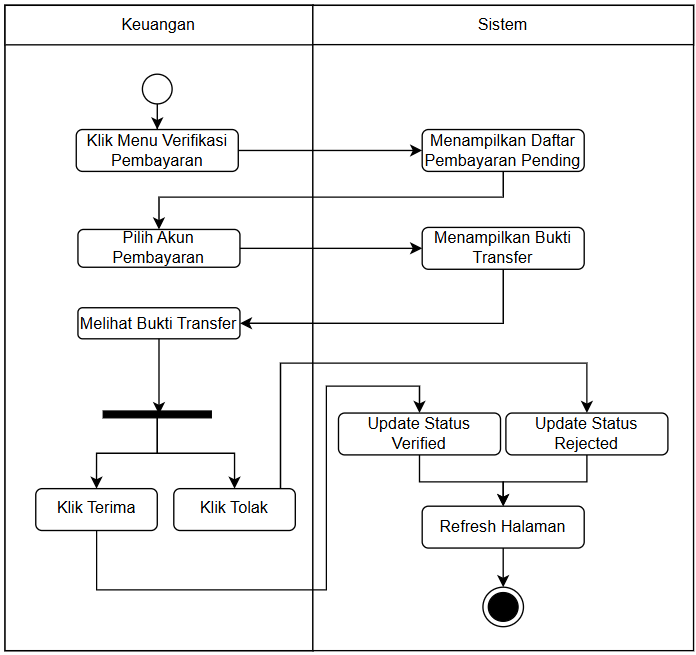 Keuangan
Sistem
Klik Menu Verifikasi
Pembayaran
Menampilkan Daftar
Pembayaran Pending
Pilih Akun
Pembayaran
Menampilkan Bukti
Transfer
Melihat Bukti Transfer
Update Status
Verified
Update Status
Rejected
Klik Terima
Klik Tolak
Refresh Halaman